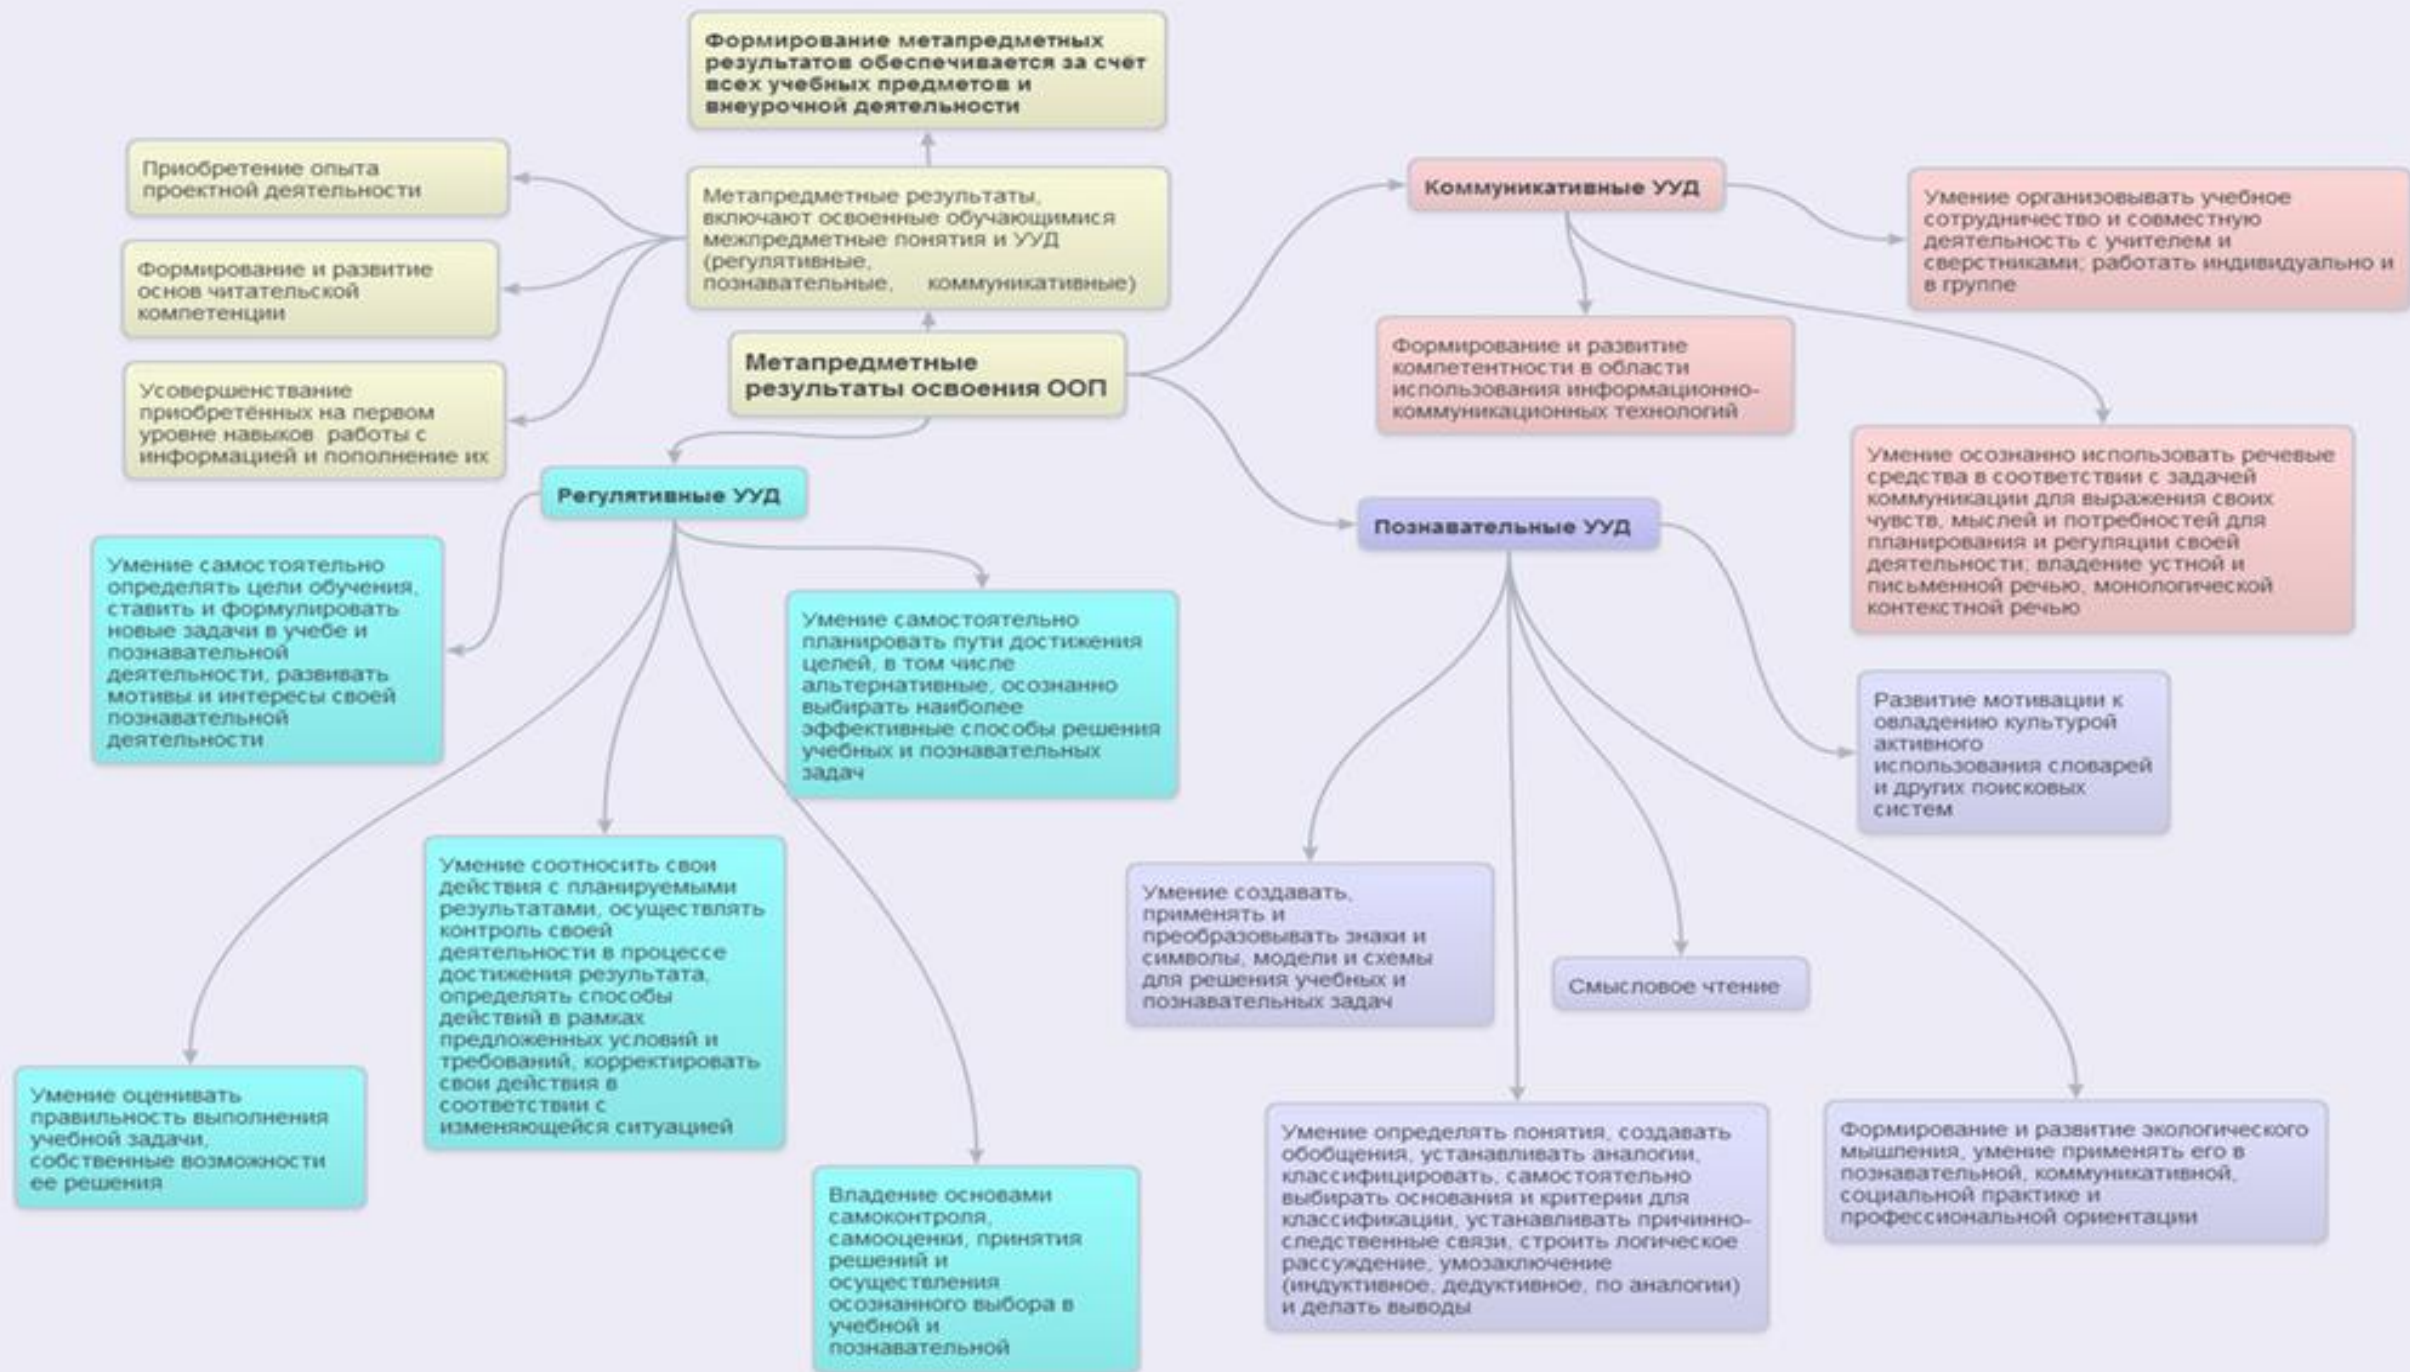 Формирование метапредметных
результатов обеспечивается за счёт
всех учебных предметов и
внеурочной деятельности
Приобретение опыта
проектной деятельности
Формирование и развитие
основ читательской
компетенции
Усовершенствание
приобретённых на первом
уровне навыков работы с
информацией и пополнение их
Метапредметные результаты,
включают освоенные обучающимися
межпредметные понятия и УУД
(регулятивные,
познавательные, коммуникативные)
Метапредметные
результаты освоения ООП
Коммуникативные УУД
Умение организовывать учебное
сотрудничество и совместную
деятельность с учителем и
сверстниками; работать индивидуально и
в группе
Формирование и развитие
компетентности в области
использования информационно-
коммуникационных технологий
Умение осознанно использовать речевые
средства в соответствии с задачей
коммуникации для выражения своих
чувств, мыслей и потребностей для
планирования и регуляции своей
деятельности; владение устной и
письменной речью, монологической
контекстной речью
Регулятивные УУД
Умение самостоятельно
определять цели обучения,
ставить и формулировать
новые задачи в учебе и
познавательной
деятельности, развивать
мотивы и интересы своей
познавательной
деятельности
Умение самостоятельно
планировать пути достижения
целей, в том числе
альтернативные, осознанно
выбирать наиболее
эффективные способы решения
учебных и познавательных
задач
Умение оценивать
правильность выполнения
учебной задачи,
собственные возможности
ее решения
Умение соотносить свои
действия с планируемыми
результатами, осуществлять
контроль своей
деятельности в процессе
достижения результата,
определять способы
действий в рамках
предложенных условий и
требований, корректировать
свои действия в
соответствии с
изменяющейся ситуацией
Владение основами
самоконтроля,
самооценки, принятия
решений и
осуществления
осознанного выбора в
учебной и
познавательной
Познавательные УУД
Развитие мотивации к
овладению культурой
активного
использования словарей
и других поисковых
систем
Умение создавать,
применять и
преобразовывать знаки и
символы, модели и схемы
для решения учебных и
познавательных задач
Смысловое чтение
Умение определять понятия, создавать
обобщения, устанавливать аналогии,
классифицировать, самостоятельно
выбирать основания и критерии для
классификации, устанавливать причинно-
следственные связи, строить логическое
рассуждение, умозаключение
(индуктивное, дедуктивное, по аналогии)
и делать выводы
Формирование и развитие экологического
мышления, умение применять его в
познавательной, коммуникативной,
социальной практике и
профессиональной ориентации